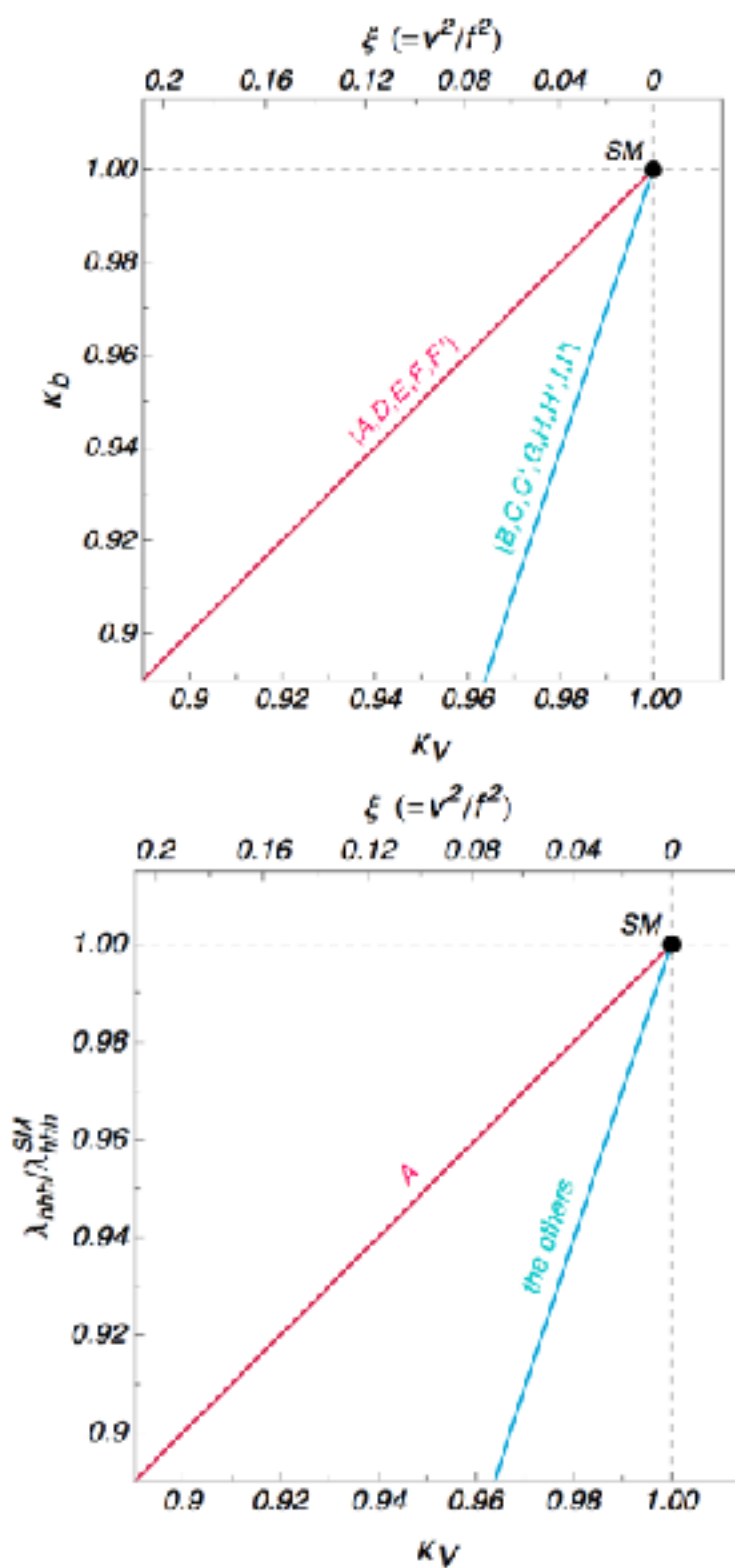 ξ (=v²/f²)
0.2 0.16 0.12 0.08 0.04 0
SM
1.00
0.98
0.96
0.94
0.92
0.9
κb
(A,D,E,F,F')
(B,C,C',G,H,H',I,I')
0.9 0.92 0.94 0.96 0.98 1.00
κV
ξ (=v²/f²)
0.2 0.16 0.12 0.08 0.04 0
SM
1.00
0.98
0.96
0.94
0.92
0.9
λhhh/λhhh^SM
A
the others
0.9 0.92 0.94 0.96 0.98 1.00
κV